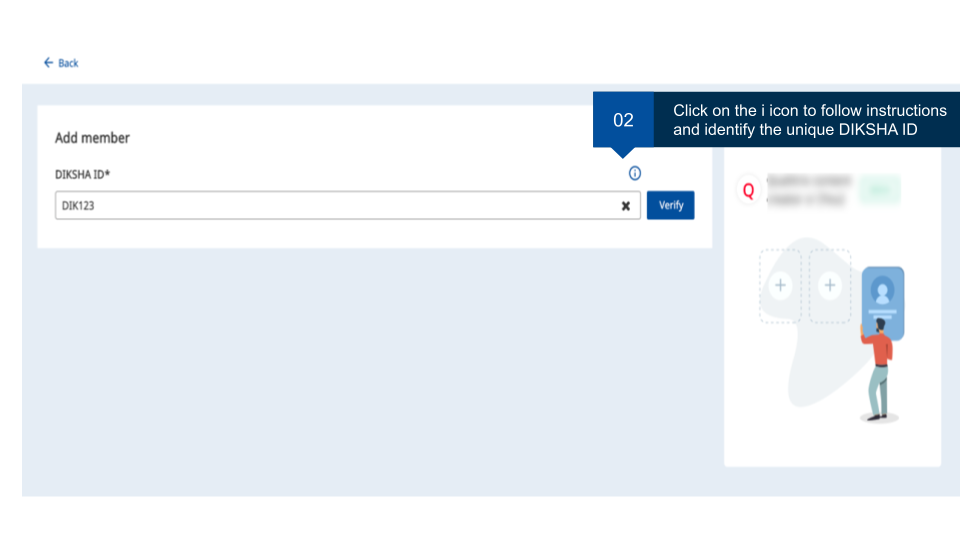 ← Back
02
Click on the i icon to follow instructions
and identify the unique DIKSHA ID
Add member
DIKSHA ID*
DIK123
Verify
Q